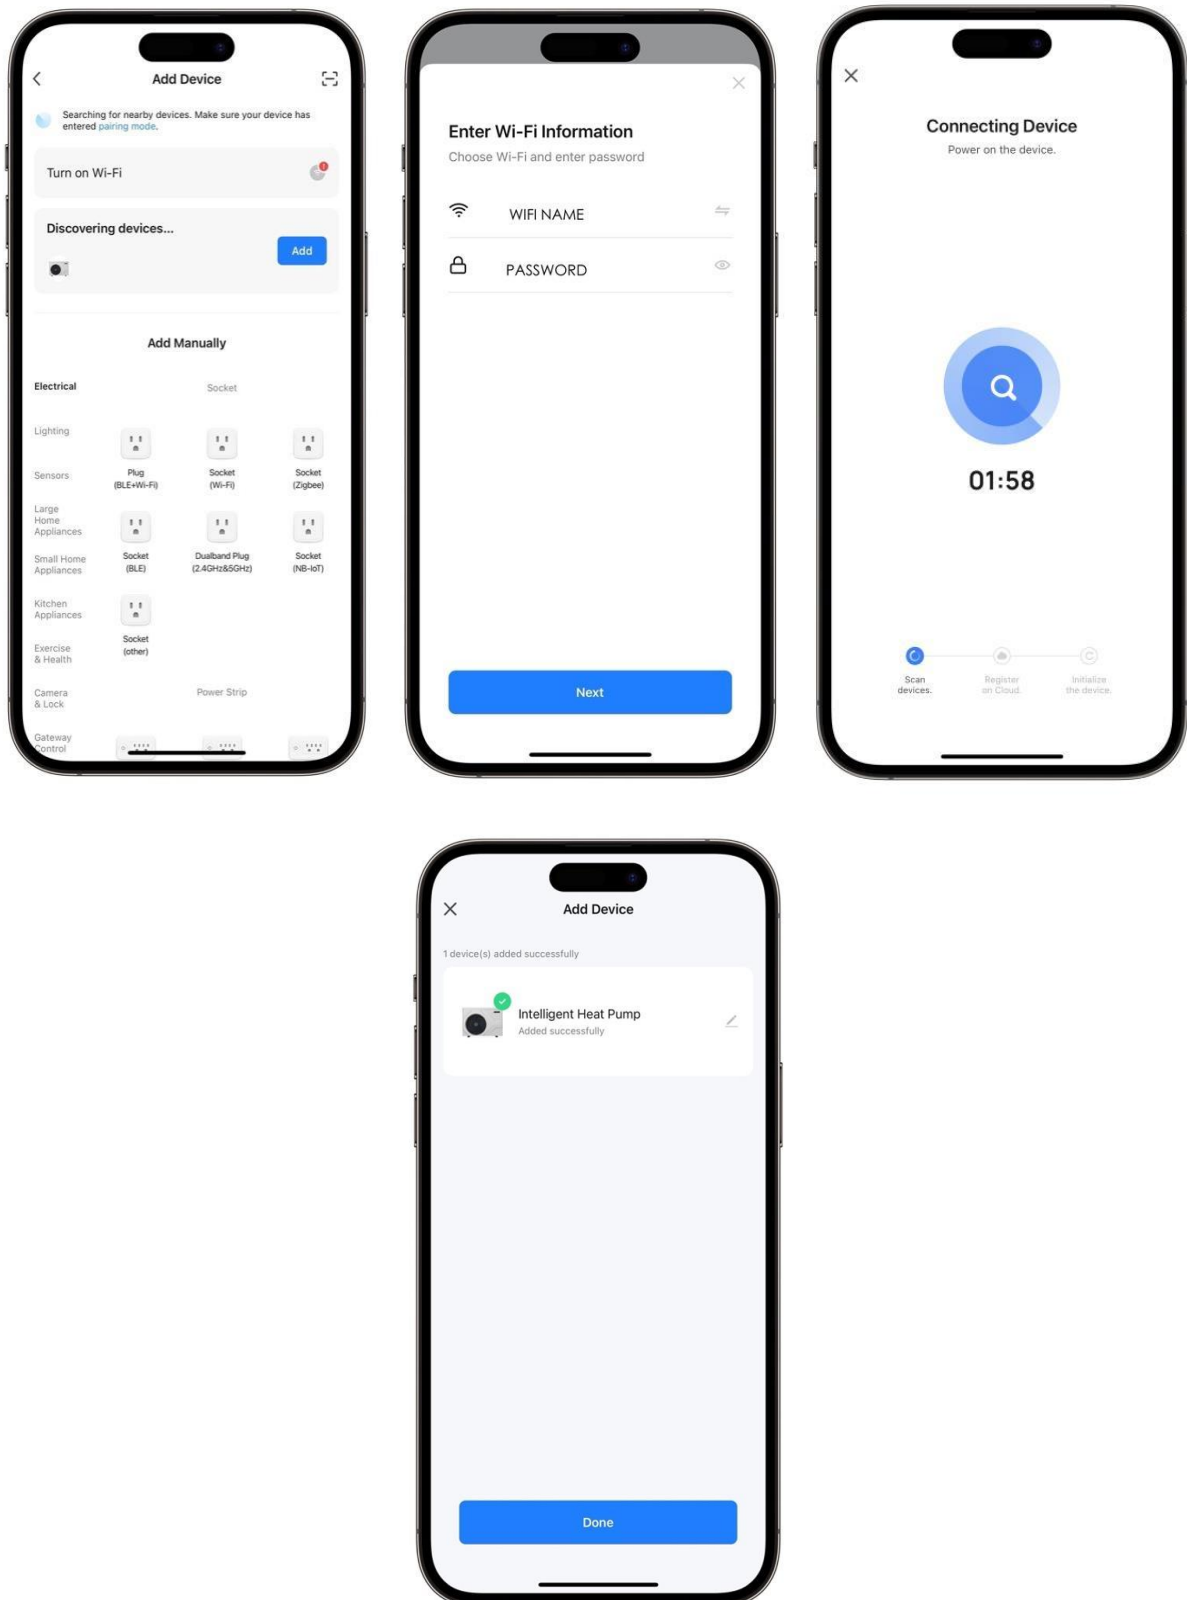 Add Device
Searching for nearby devices. Make sure your device has
entered pairing mode.
Turn on Wi-Fi
Discovering devices...
Add
Add Manually
Electrical
Socket
Lighting
Sensors
Plug
(BLE+Wi-Fi)
Socket
(Wi-Fi)
Socket
(Zigbee)
Large
Home
Appliances
Small Home
Appliances
Socket
(BLE)
Dualband Plug
(2.4GHz&5GHz)
Socket
(NB-IoT)
Kitchen
Appliances
Exercise
& Health
Socket
(other)
Camera
& Lock
Power Strip
Gateway
Control
Enter Wi-Fi Information
Choose Wi-Fi and enter password
WIFI NAME
PASSWORD
Next
Connecting Device
Power on the device.
01:58
Scan
devices.
Register
on Cloud.
Initialize
the device.
Add Device
1 device(s) added successfully
Intelligent Heat Pump
Added successfully
Done